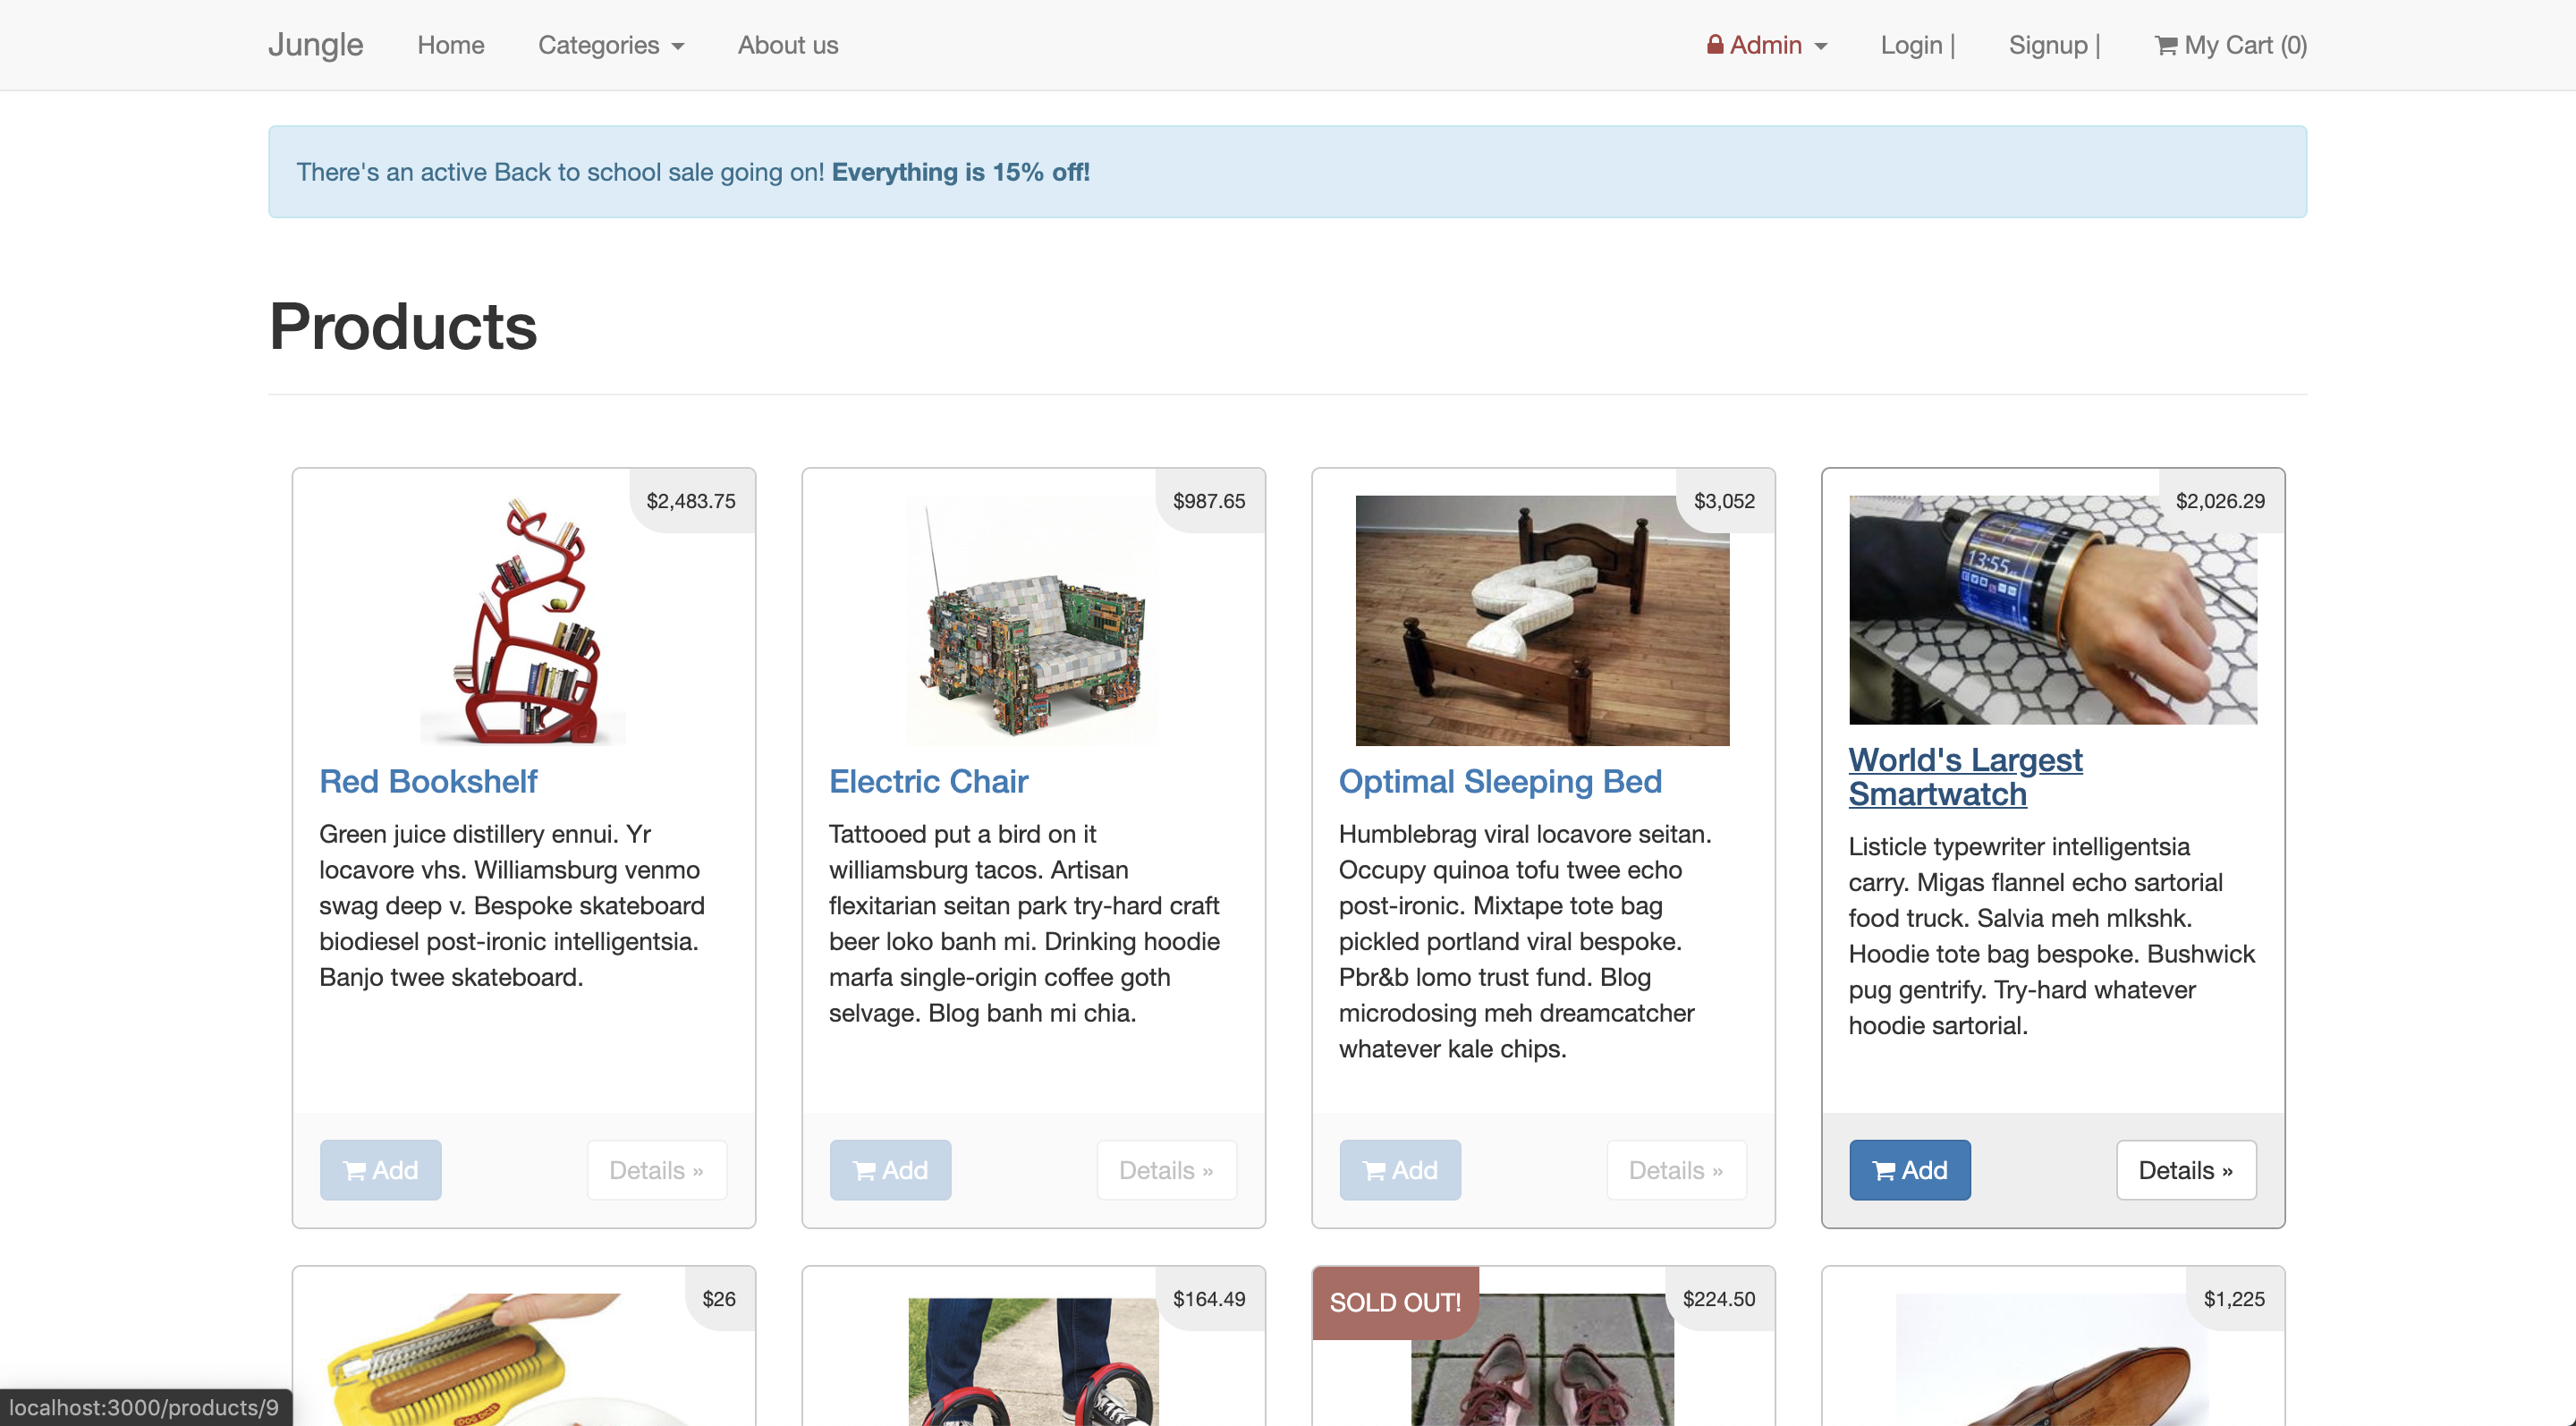 Jungle Home Categories About us Admin Login | Signup | My Cart (0)
There's an active Back to school sale going on! Everything is 15% off!
Products
$2,483.75
Red Bookshelf
Green juice distillery ennui. Yr
locavore vhs. Williamsburg venmo
swag deep v. Bespoke skateboard
biodiesel post-ironic intelligentsia.
Banjo twee skateboard.
Add Details »
$987.65
Electric Chair
Tattooed put a bird on it
williamsburg tacos. Artisan
flexitarian seitan park try-hard craft
beer loko banh mi. Drinking hoodie
marfa single-origin coffee goth
selvage. Blog banh mi chia.
Add Details »
$3,052
Optimal Sleeping Bed
Humblebrag viral locavore seitan.
Occupy quinoa tofu twee echo
post-ironic. Mixtape tote bag
pickled portland viral bespoke.
Pbr&b lomo trust fund. Blog
microdosing meh dreamcatcher
whatever kale chips.
Add Details »
$2,026.29
13:55
World's Largest
Smartwatch
Listicle typewriter intelligentsia
carry. Migas flannel echo sartorial
food truck. Salvia meh mlkshk.
Hoodie tote bag bespoke. Bushwick
pug gentrify. Try-hard whatever
hoodie sartorial.
Add Details »
$26
$164.49
SOLD OUT!
$224.50
$1,225
localhost:3000/products/9